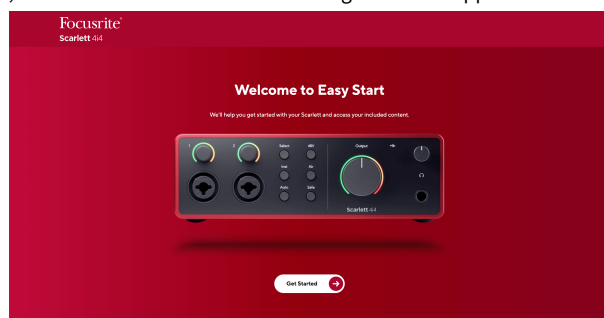 Focusrite®
Scarlett 4i4
Welcome to Easy Start
We'll help you get started with your Scarlett and access your included content.
1 2 Select 48V Output
Inst Air
Auto Safe
Scarlett 4i4
Get Started